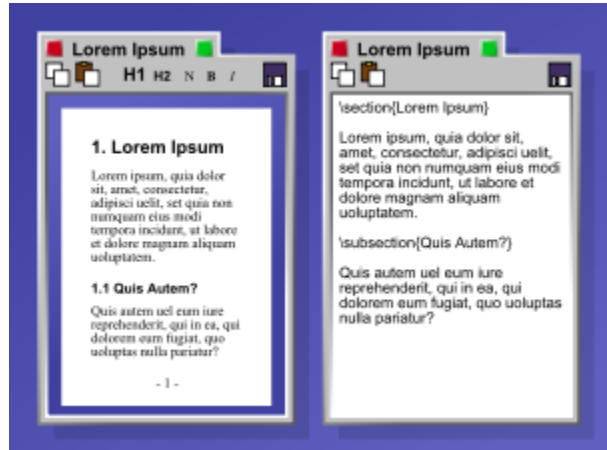 Lorem Ipsum
H1 H2 N B I
1. Lorem Ipsum
Lorem ipsum, quia dolor
sit, amet, consectetur,
adipisci uelit, set quia non
numquam eius modi
tempora incidunt, ut labore
et dolore magnam aliquam
uoluptatem.
1.1 Quis Autem?
Quis autem uel eum iure
reprehenderit, qui in ea, qui
dolorem eum fugiat, quo
uoluptas nulla pariatur?
- 1 -
Lorem Ipsum
\section{Lorem Ipsum}
Lorem ipsum, quia dolor sit,
amet, consectetur, adipisci uelit,
set quia non numquam eius modi
tempora incidunt, ut labore et
dolore magnam aliquam
uoluptatem.
\subsection{Quis Autem?}
Quis autem uel eum iure
reprehenderit, qui in ea, qui
dolorem eum fugiat, quo uoluptas
nulla pariatur?